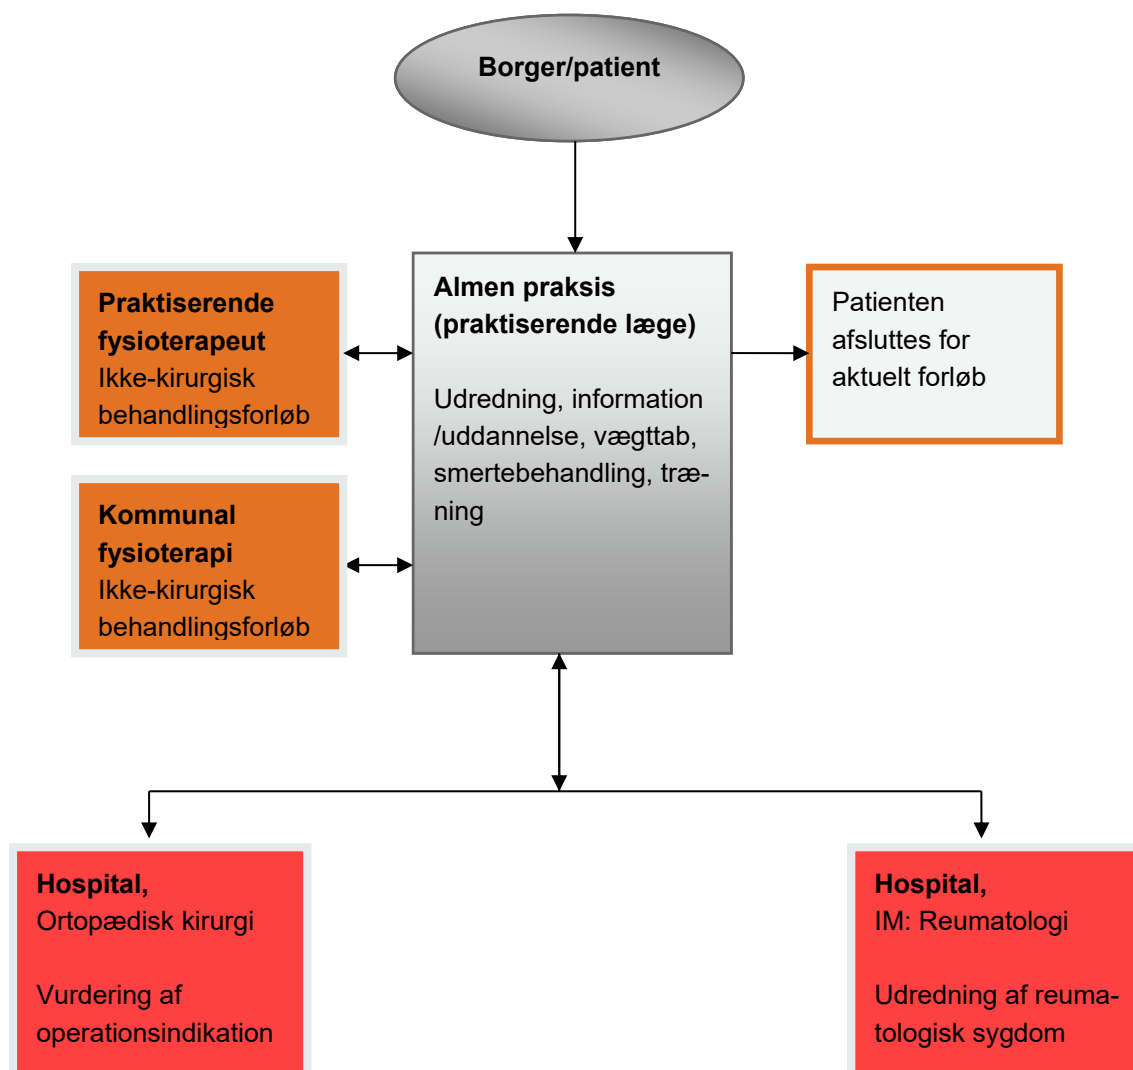 Borger/patient
Praktiserende
fysioterapeut
Ikke-kirurgisk
behandlingsforløb
Kommunal
fysioterapi
Ikke-kirurgisk
behandlingsforløb
Almen praksis
(praktiserende læge)
Udredning, information
/uddannelse, vægttab,
smertebehandling, træ-
ning
Patienten
afsluttes for
aktuelt forløb
Hospital,
Ortopædisk kirurgi
Vurdering af
operationsindikation
Hospital,
IM: Reumatologi
Udredning af reuma-
tologisk sygdom